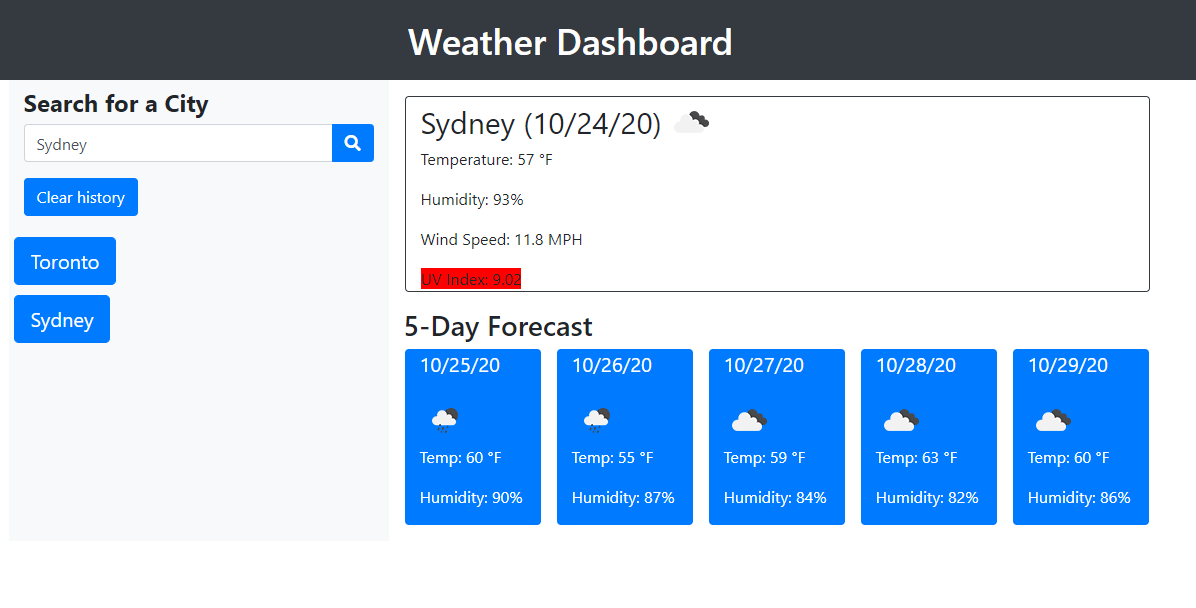 Weather Dashboard
Search for a City
Sydney
Clear history
Toronto
Sydney
Sydney (10/24/20)
Temperature: 57 °F
Humidity: 93%
Wind Speed: 11.8 MPH
UV Index: 9.02
5-Day Forecast
10/25/20
Temp: 60 °F
Humidity: 90%
10/26/20
Temp: 55 °F
Humidity: 87%
10/27/20
Temp: 59 °F
Humidity: 84%
10/28/20
Temp: 63 °F
Humidity: 82%
10/29/20
Temp: 60 °F
Humidity: 86%